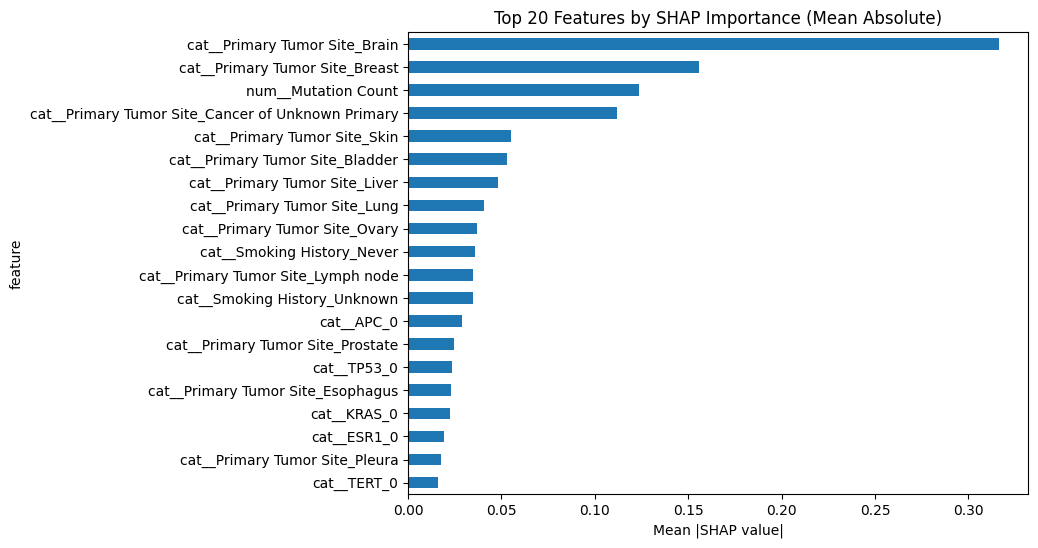 Top 20 Features by SHAP Importance (Mean Absolute)
feature
cat__Primary Tumor Site_Brain
cat__Primary Tumor Site_Breast
num__Mutation Count
cat__Primary Tumor Site_Cancer of Unknown Primary
cat__Primary Tumor Site_Skin
cat__Primary Tumor Site_Bladder
cat__Primary Tumor Site_Liver
cat__Primary Tumor Site_Lung
cat__Primary Tumor Site_Ovary
cat__Smoking History_Never
cat__Primary Tumor Site_Lymph node
cat__Smoking History_Unknown
cat__APC_0
cat__Primary Tumor Site_Prostate
cat__TP53_0
cat__Primary Tumor Site_Esophagus
cat__KRAS_0
cat__ESR1_0
cat__Primary Tumor Site_Pleura
cat__TERT_0
0.00 0.05 0.10 0.15 0.20 0.25 0.30
Mean |SHAP value|